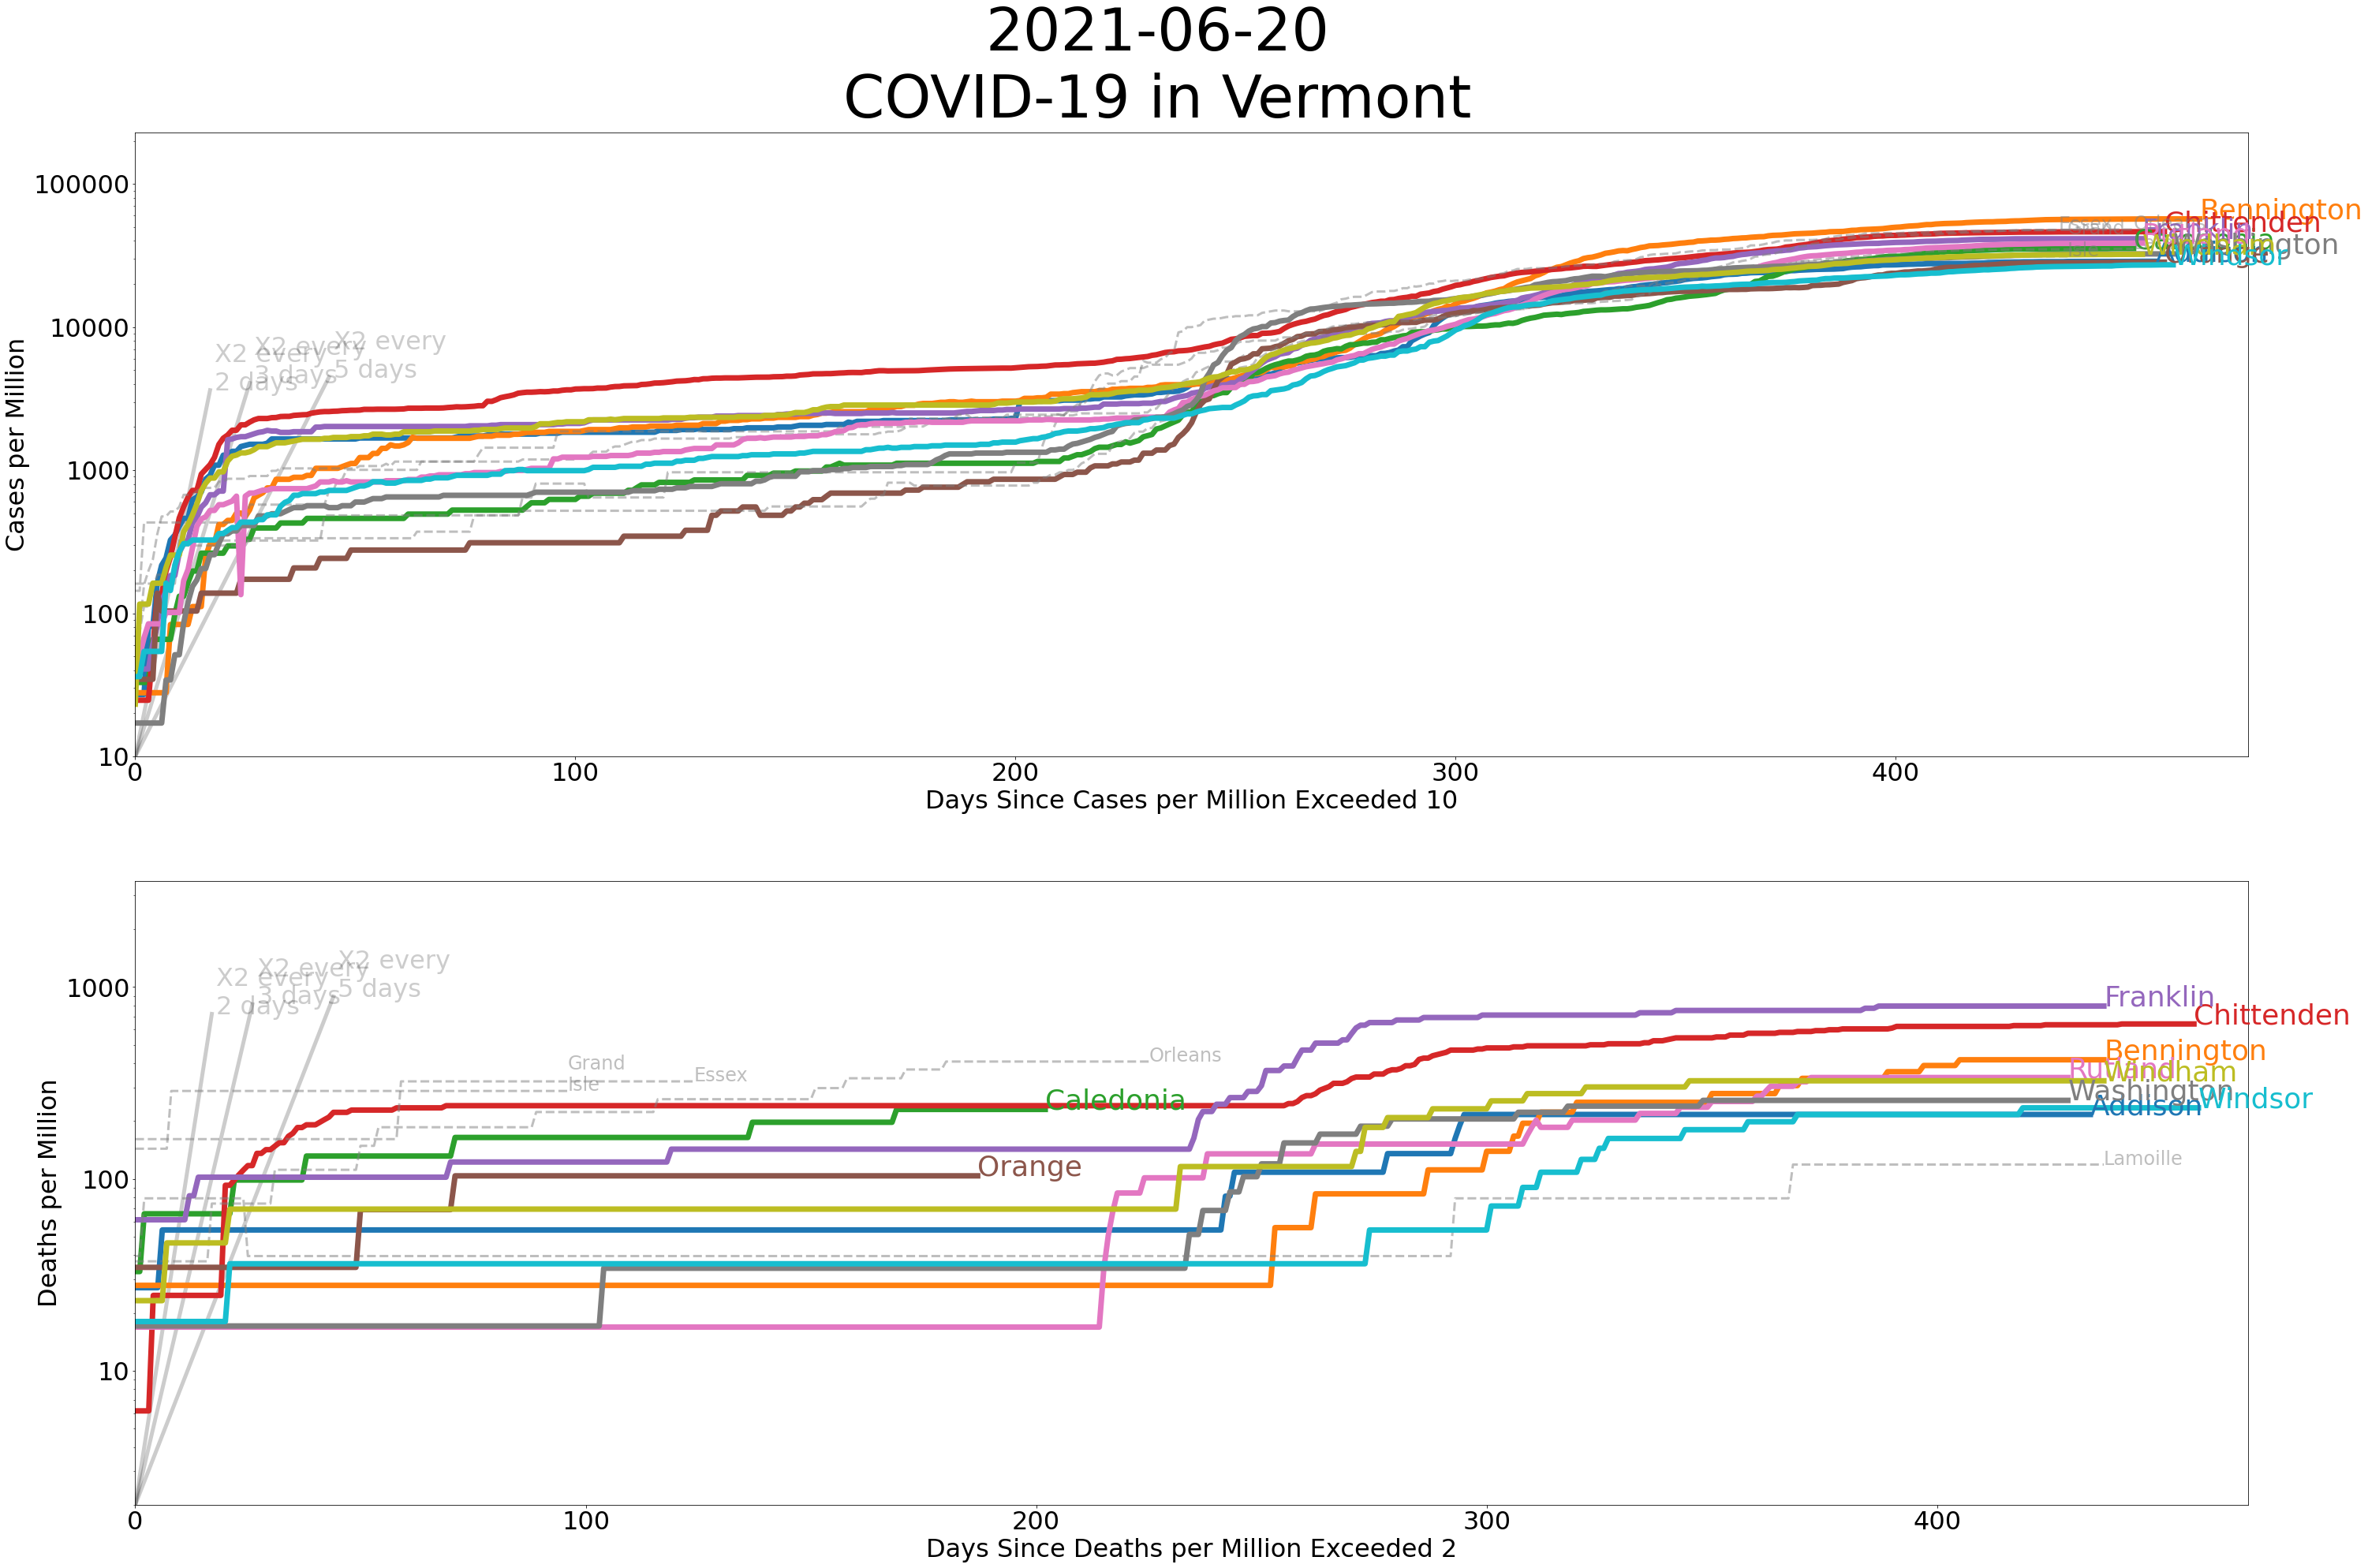 2021-06-20
COVID-19 in Vermont
Cases per Million
100000
10000
1000
100
10
X2 every
2 days
X2 every
3 days
X2 every
5 days
Bennington
Chittenden
Washington
Windsor
0
100
200
300
400
Days Since Cases per Million Exceeded 10
Deaths per Million
1000
100
10
X2 every
2 days
X2 every
3 days
X2 every
5 days
Franklin
Chittenden
Grand
Isle
Essex
Orleans
Bennington
Rutland
Windham
Washington
Caledonia
Addison
Windsor
Orange
Lamoille
0
100
200
300
400
Days Since Deaths per Million Exceeded 2